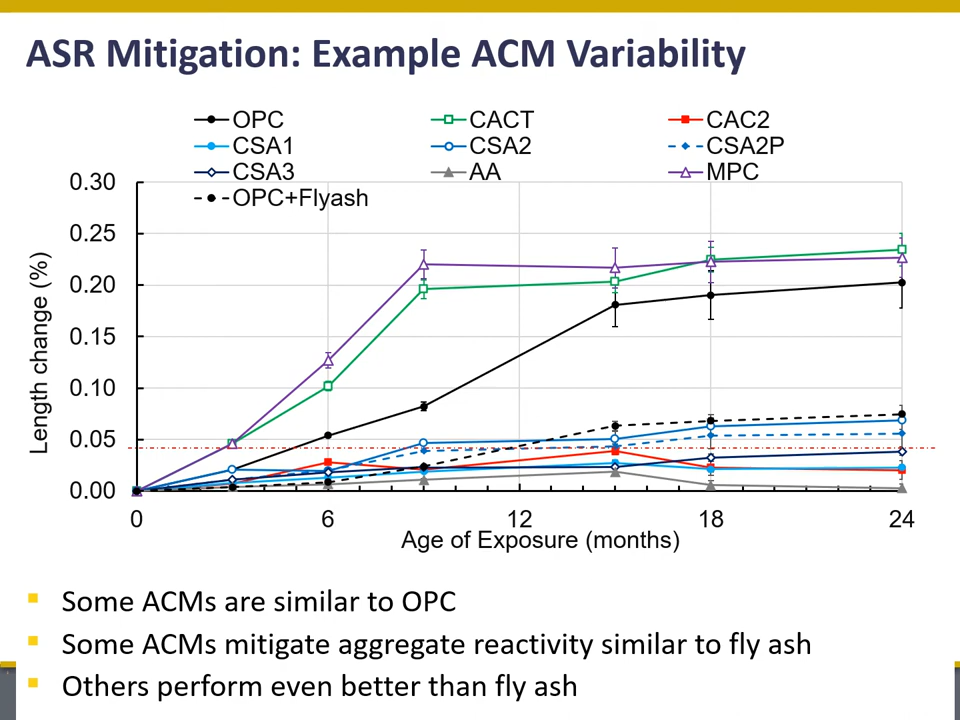 ASR Mitigation: Example ACM Variability
OPC CACT CAC2
CSA1 CSA2 CSA2P
CSA3 AA MPC
OPC+Flyash
0.30
0.25
0.20
0.15
0.10
0.05
0.00
Length change (%)
0 6 12 18 24
Age of Exposure (months)
Some ACMs are similar to OPC
Some ACMs mitigate aggregate reactivity similar to fly ash
Others perform even better than fly ash